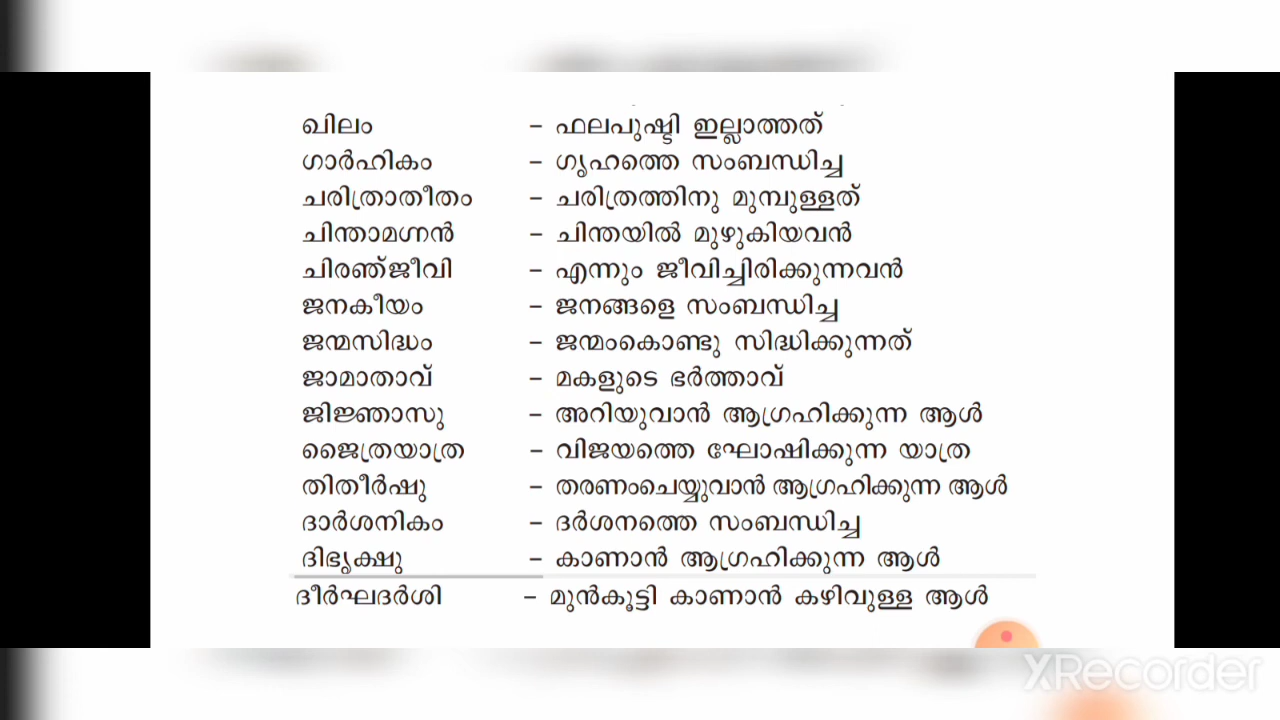 ഖിലം – ഫലപുഷ്ടി ഇല്ലാത്തത്
ഗാർഹികം – ഗൃഹത്തെ സംബന്ധിച്ച
ചരിത്രാതീതം – ചരിത്രത്തിനു മുമ്പുള്ളത്
ചിന്താമഗ്നൻ – ചിന്തയിൽ മുഴുകിയവൻ
ചിരഞ്ജീവി – എന്നും ജീവിച്ചിരിക്കുന്നവൻ
ജനകീയം – ജനങ്ങളെ സംബന്ധിച്ച
ജന്മസിദ്ധം – ജന്മംകൊണ്ടു സിദ്ധിക്കുന്നത്
ജാമാതാവ് – മകളുടെ ഭർത്താവ്
ജിജ്ഞാസു – അറിയുവാൻ ആഗ്രഹിക്കുന്ന ആൾ
ജൈത്രയാത്ര – വിജയത്തെ ഘോഷിക്കുന്ന യാത്ര
തിതീർഷു – തരണംചെയ്യുവാൻ ആഗ്രഹിക്കുന്ന ആൾ
ദാർശനികം – ദർശനത്തെ സംബന്ധിച്ച
ദിഭൃക്ഷു – കാണാൻ ആഗ്രഹിക്കുന്ന ആൾ
ദീർഘദർശി – മുൻകൂട്ടി കാണാൻ കഴിവുള്ള ആൾ
XRecorder